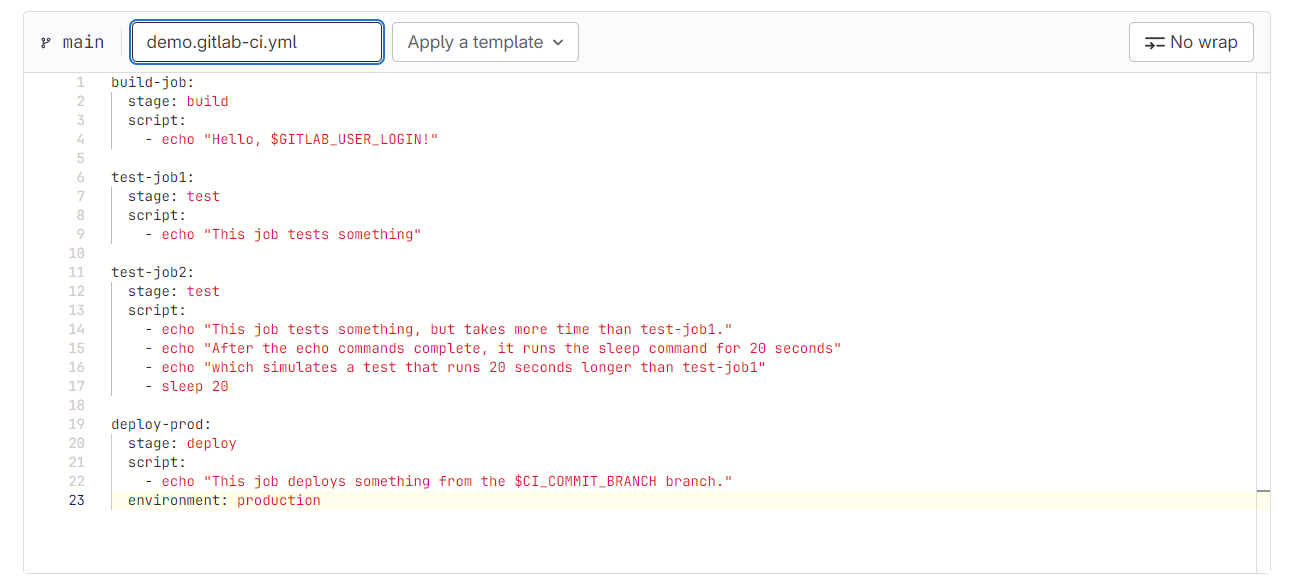 main demo.gitlab-ci.yml Apply a template No wrap
1 build-job:
2   stage: build
3   script:
4     - echo "Hello, $GITLAB_USER_LOGIN!"
5
6 test-job1:
7   stage: test
8   script:
9     - echo "This job tests something"
10
11 test-job2:
12   stage: test
13   script:
14     - echo "This job tests something, but takes more time than test-job1."
15     - echo "After the echo commands complete, it runs the sleep command for 20 seconds"
16     - echo "which simulates a test that runs 20 seconds longer than test-job1"
17     - sleep 20
18
19 deploy-prod:
20   stage: deploy
21   script:
22     - echo "This job deploys something from the $CI_COMMIT_BRANCH branch."
23   environment: production